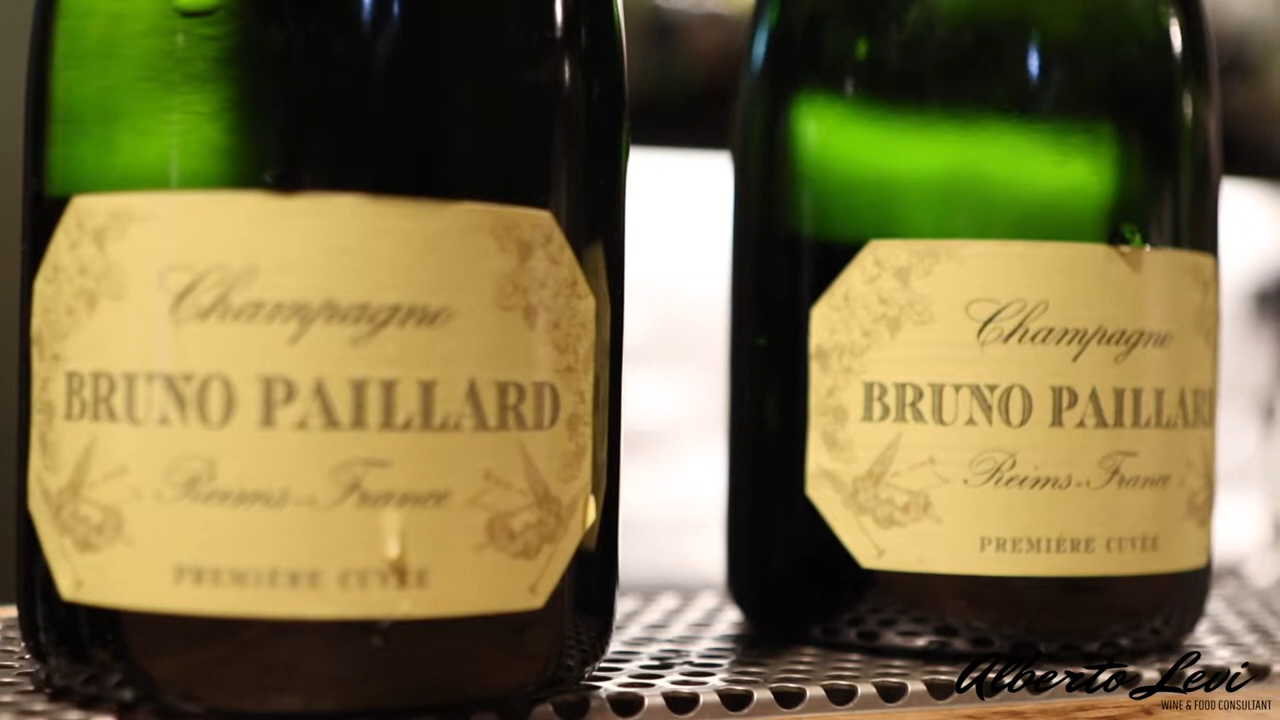 Champagne
BRUNO PAILLARD
Reims-France
PREMIÈRE CUVÉE
Champagne
BRUNO PAILLARD
Reims-France
PREMIÈRE CUVÉE
Alberto Levi
WINE & FOOD CONSULTANT